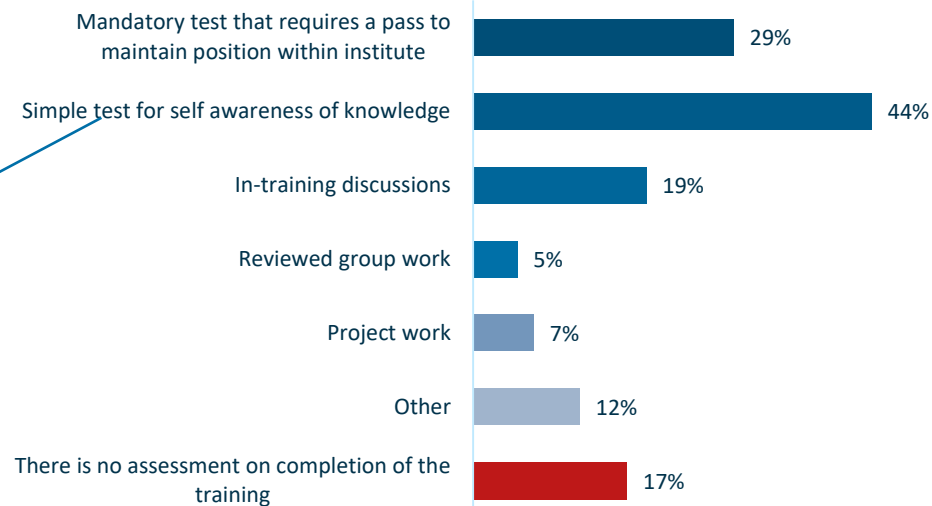 Mandatory test that requires a pass to
maintain position within institute
29%
Simple test for self awareness of knowledge
44%
In-training discussions
19%
Reviewed group work
5%
Project work
7%
Other
12%
There is no assessment on completion of the
training
17%